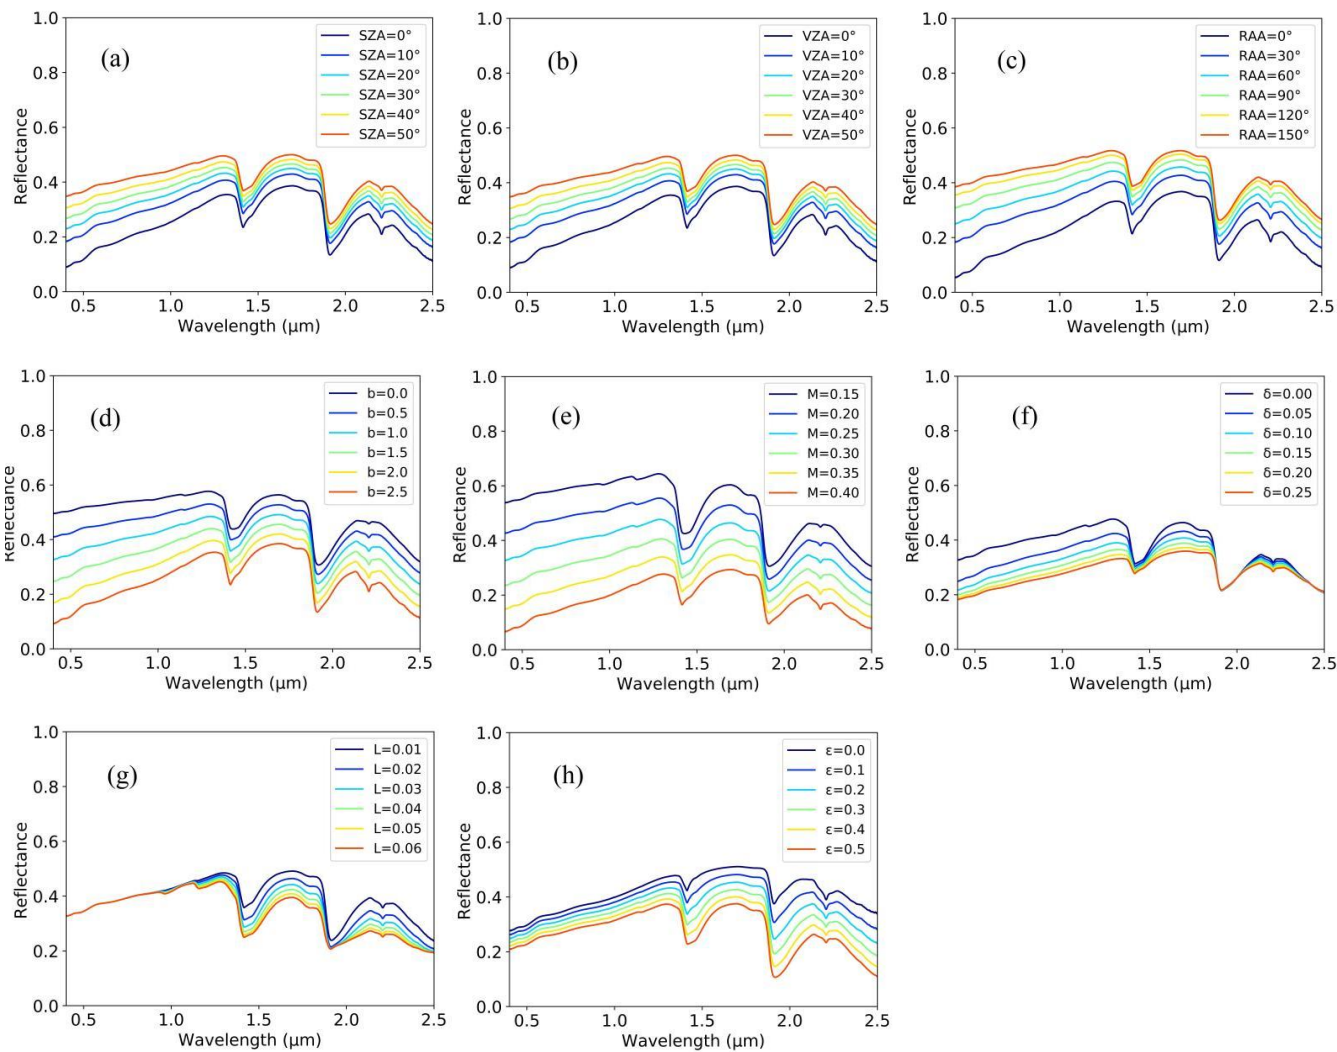 (a)
SZA=0°
SZA=10°
SZA=20°
SZA=30°
SZA=40°
SZA=50°
Reflectance
1.0
0.8
0.6
0.4
0.2
0.0
0.5 1.0 1.5 2.0 2.5
Wavelength (μm)
(b)
VZA=0°
VZA=10°
VZA=20°
VZA=30°
VZA=40°
VZA=50°
Reflectance
1.0
0.8
0.6
0.4
0.2
0.0
0.5 1.0 1.5 2.0 2.5
Wavelength (μm)
(c)
RAA=0°
RAA=30°
RAA=60°
RAA=90°
RAA=120°
RAA=150°
Reflectance
1.0
0.8
0.6
0.4
0.2
0.0
0.5 1.0 1.5 2.0 2.5
Wavelength (μm)
(d)
b=0.0
b=0.5
b=1.0
b=1.5
b=2.0
b=2.5
Reflectance
1.0
0.8
0.6
0.4
0.2
0.0
0.5 1.0 1.5 2.0 2.5
Wavelength (μm)
(e)
M=0.15
M=0.20
M=0.25
M=0.30
M=0.35
M=0.40
Reflectance
1.0
0.8
0.6
0.4
0.2
0.0
0.5 1.0 1.5 2.0 2.5
Wavelength (μm)
(f)
δ=0.00
δ=0.05
δ=0.10
δ=0.15
δ=0.20
δ=0.25
Reflectance
1.0
0.8
0.6
0.4
0.2
0.0
0.5 1.0 1.5 2.0 2.5
Wavelength (μm)
(g)
L=0.01
L=0.02
L=0.03
L=0.04
L=0.05
L=0.06
Reflectance
1.0
0.8
0.6
0.4
0.2
0.0
0.5 1.0 1.5 2.0 2.5
Wavelength (μm)
(h)
ε=0.0
ε=0.1
ε=0.2
ε=0.3
ε=0.4
ε=0.5
Reflectance
1.0
0.8
0.6
0.4
0.2
0.0
0.5 1.0 1.5 2.0 2.5
Wavelength (μm)